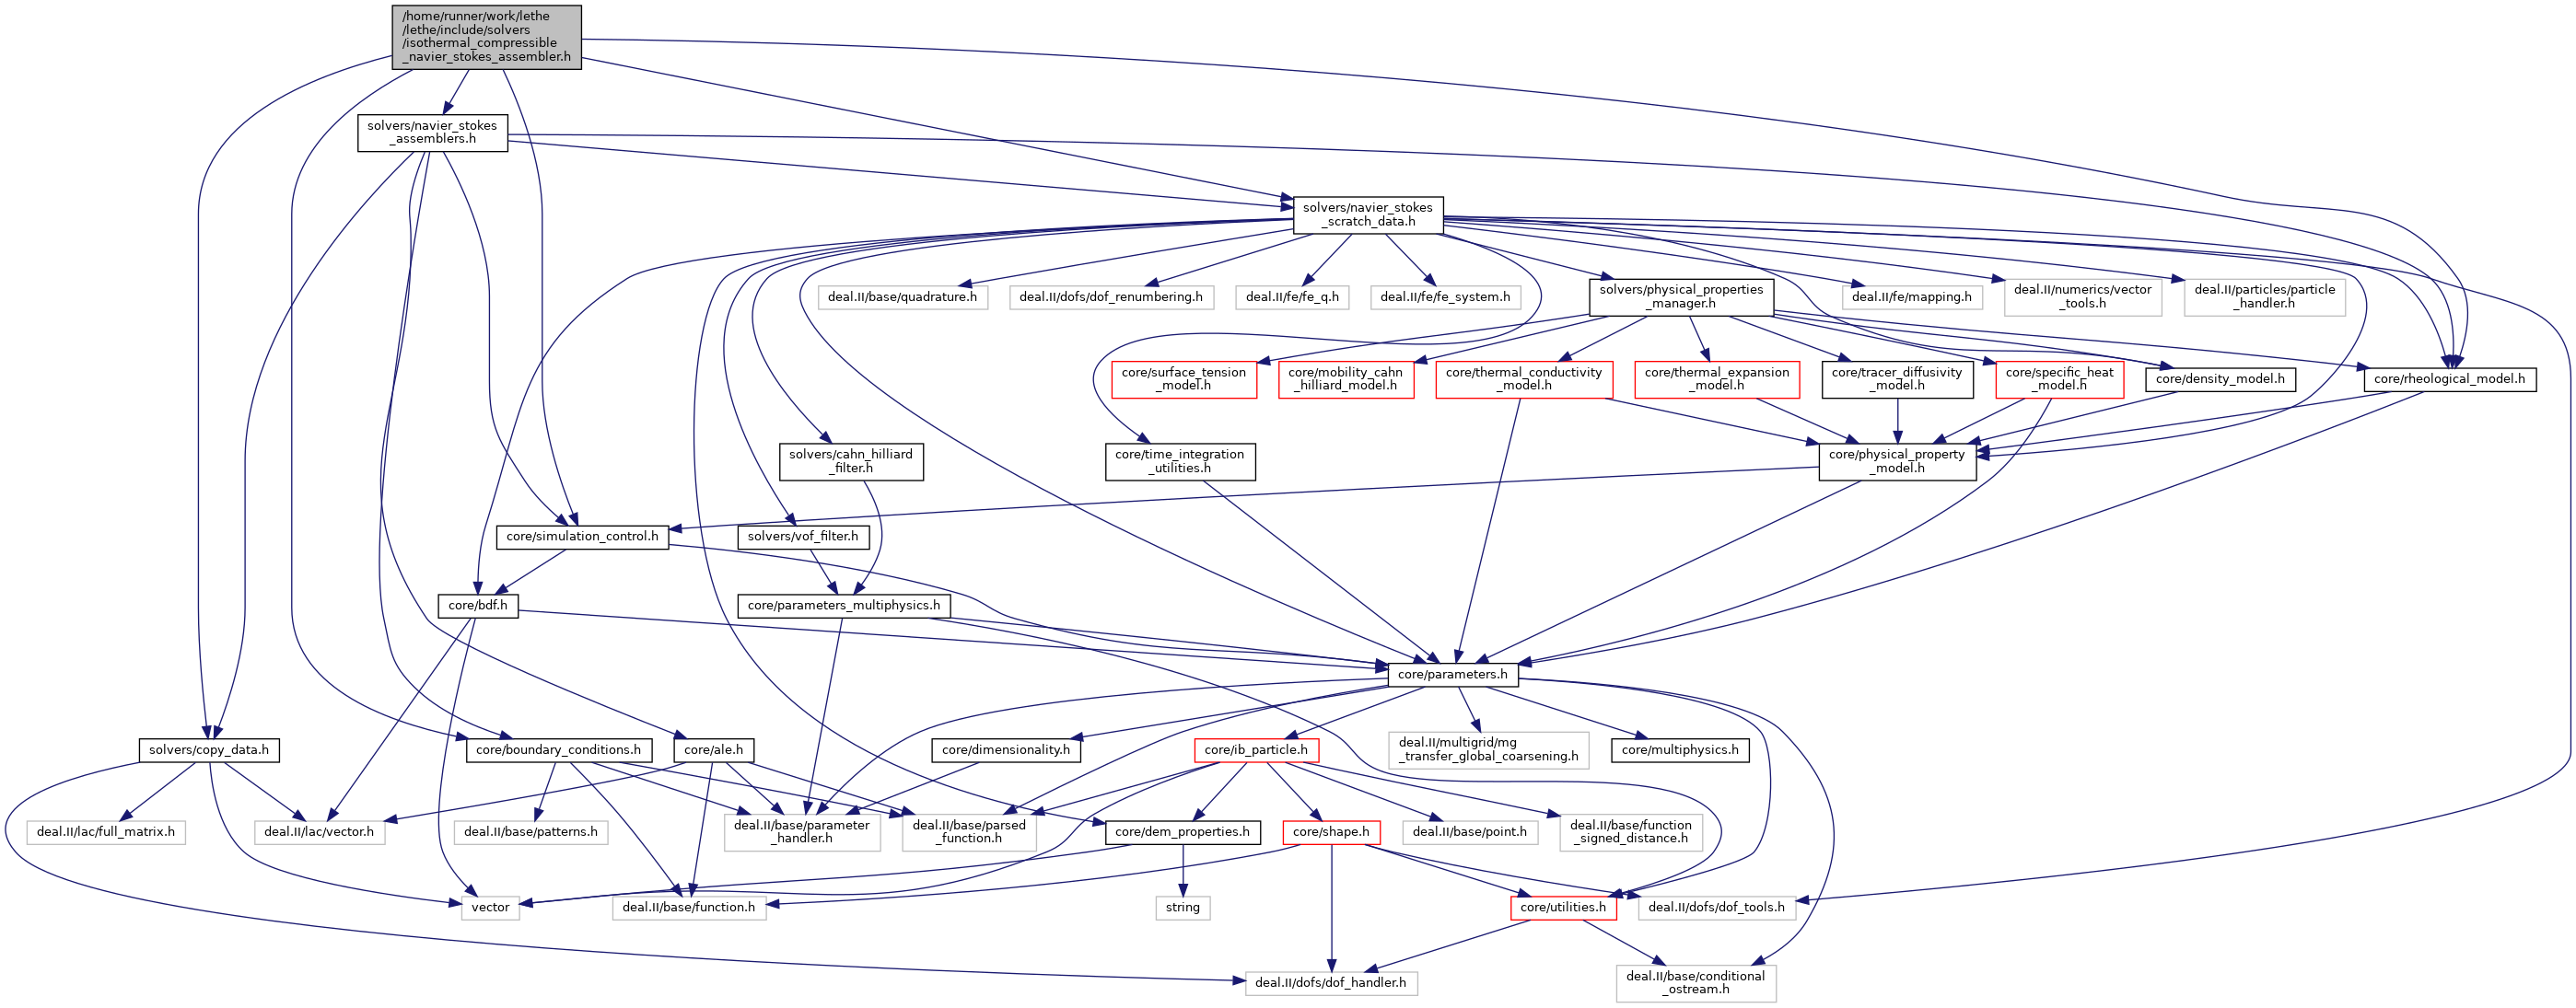 /home/runner/work/lethe
/lethe/include/solvers
/isothermal_compressible
_navier_stokes_assembler.h
solvers/navier_stokes
_assemblers.h
solvers/navier_stokes
_scratch_data.h
deal.II/base/quadrature.h
deal.II/dofs/dof_renumbering.h
deal.II/fe/fe_q.h
deal.II/fe/fe_system.h
solvers/physical_properties
_manager.h
deal.II/fe/mapping.h
deal.II/numerics/vector
_tools.h
deal.II/particles/particle
_handler.h
core/surface_tension
_model.h
core/mobility_cahn
_hilliard_model.h
core/thermal_conductivity
_model.h
core/thermal_expansion
_model.h
core/tracer_diffusivity
_model.h
core/specific_heat
_model.h
core/density_model.h
core/rheological_model.h
solvers/cahn_hilliard
_filter.h
core/time_integration
_utilities.h
core/physical_property
_model.h
core/simulation_control.h
solvers/vof_filter.h
core/bdf.h
core/parameters_multiphysics.h
core/parameters.h
solvers/copy_data.h
core/boundary_conditions.h
core/ale.h
core/dimensionality.h
core/ib_particle.h
deal.II/multigrid/mg
_transfer_global_coarsening.h
core/multiphysics.h
deal.II/lac/full_matrix.h
deal.II/lac/vector.h
deal.II/base/patterns.h
deal.II/base/parameter
_handler.h
deal.II/base/parsed
_function.h
core/dem_properties.h
core/shape.h
deal.II/base/point.h
deal.II/base/function
_signed_distance.h
vector
deal.II/base/function.h
string
core/utilities.h
deal.II/dofs/dof_tools.h
deal.II/dofs/dof_handler.h
deal.II/base/conditional
_ostream.h